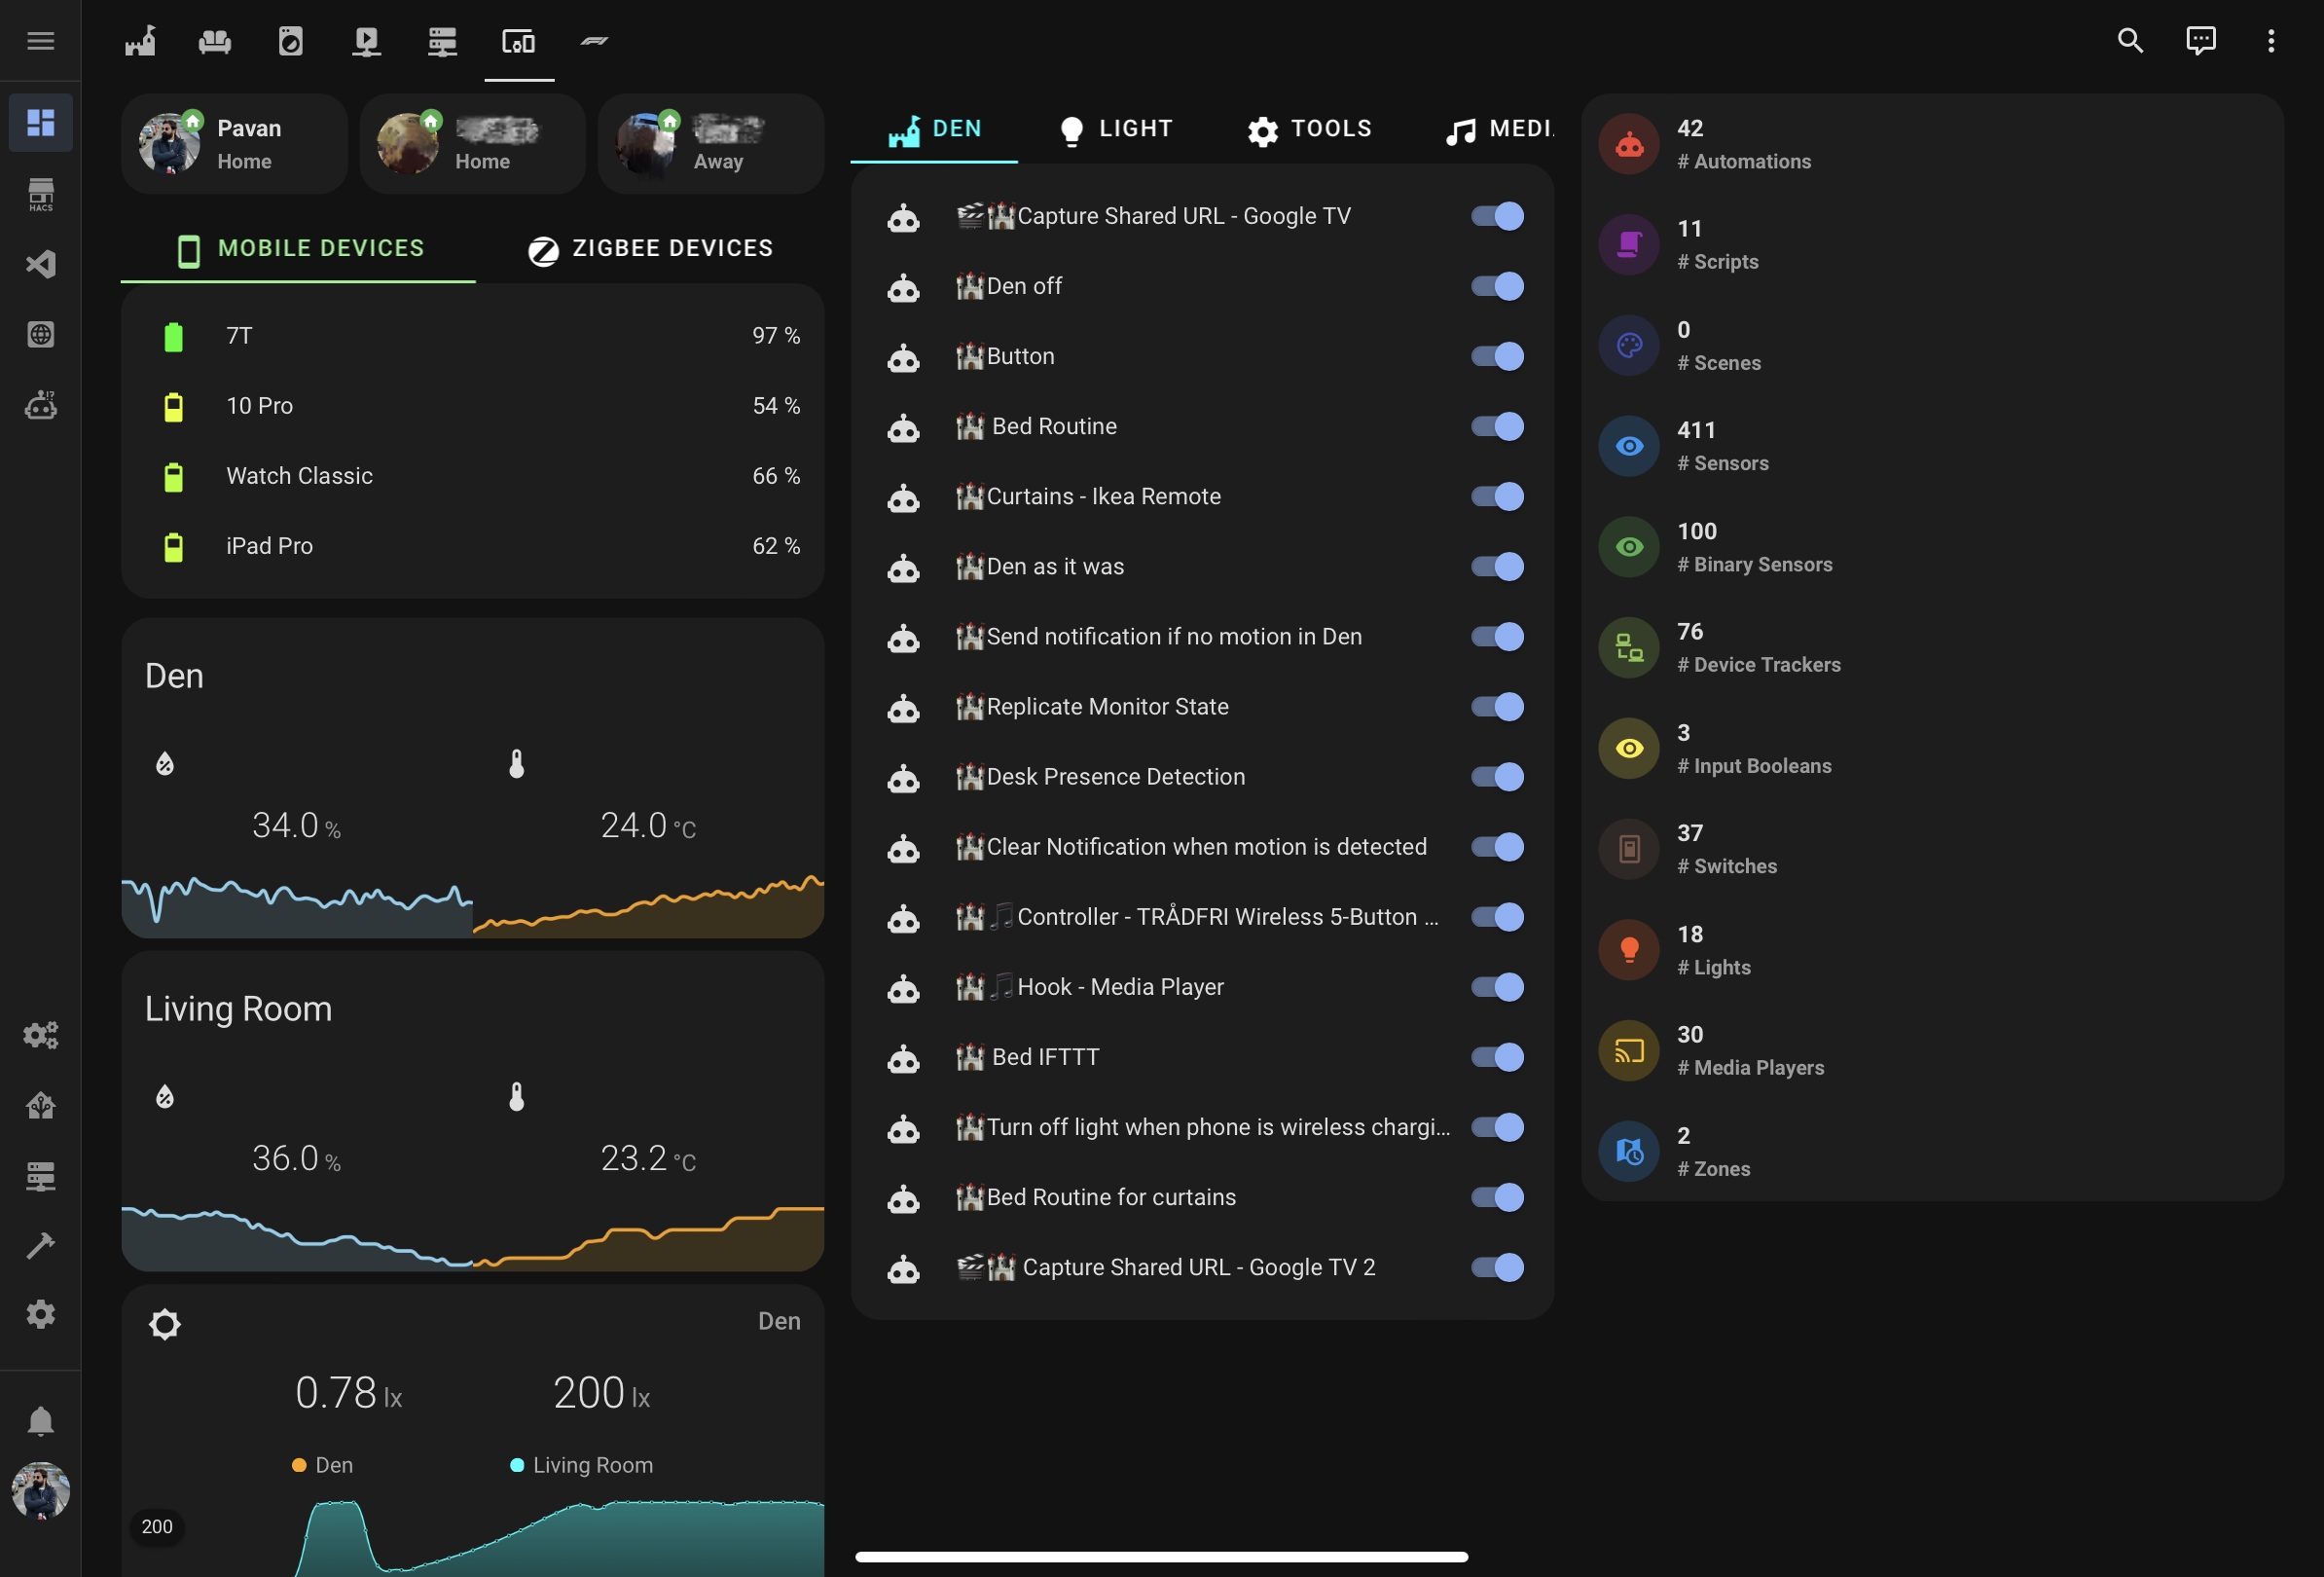 HACS
Pavan
Home
Home
Away
MOBILE DEVICES
ZIGBEE DEVICES
7T
97 %
10 Pro
54 %
Watch Classic
66 %
iPad Pro
62 %
Den
34.0 %
24.0 °C
Living Room
36.0 %
23.2 °C
Den
0.78 lx
200 lx
Den
Living Room
200
DEN
LIGHT
TOOLS
MEDI
🎬🏰Capture Shared URL - Google TV
🏰Den off
🏰Button
🏰 Bed Routine
🏰Curtains - Ikea Remote
🏰Den as it was
🏰Send notification if no motion in Den
🏰Replicate Monitor State
🏰Desk Presence Detection
🏰Clear Notification when motion is detected
🏰🎵Controller - TRÅDFRI Wireless 5-Button ...
🏰🎵Hook - Media Player
🏰 Bed IFTTT
🏰Turn off light when phone is wireless chargi...
🏰Bed Routine for curtains
🎬🏰 Capture Shared URL - Google TV 2
42
# Automations
11
# Scripts
0
# Scenes
411
# Sensors
100
# Binary Sensors
76
# Device Trackers
3
# Input Booleans
37
# Switches
18
# Lights
30
# Media Players
2
# Zones